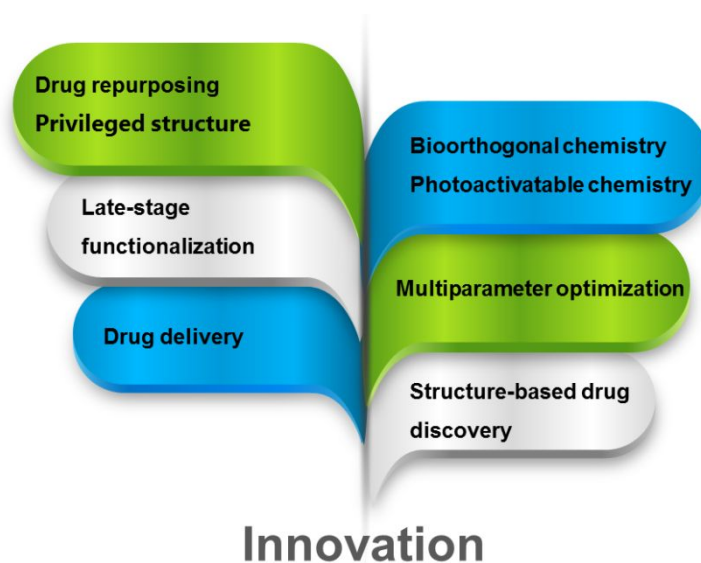 Drug repurposing
Privileged structure
Late-stage
functionalization
Drug delivery
Bioorthogonal chemistry
Photoactivatable chemistry
Multiparameter optimization
Structure-based drug
discovery
Innovation